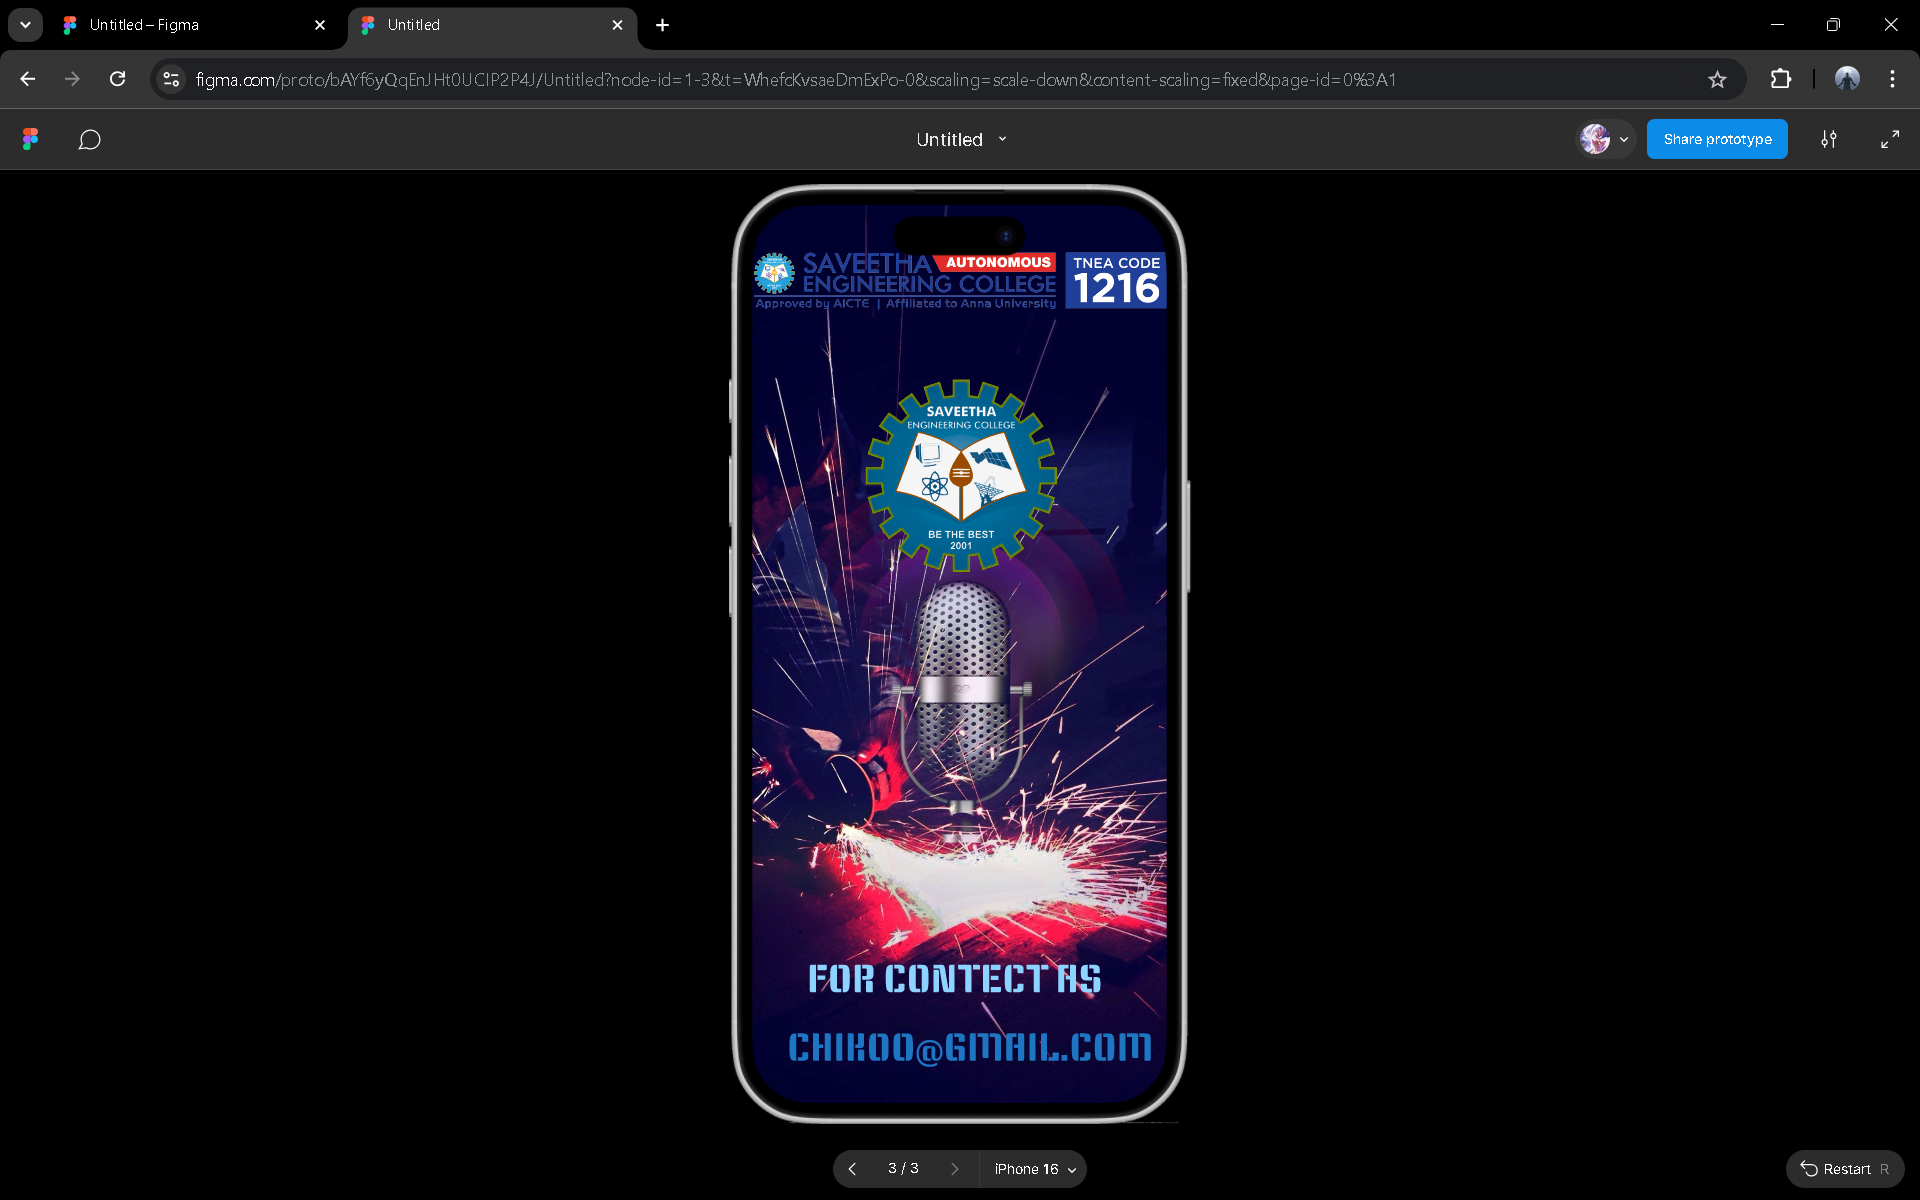 Untitled – Figma
Untitled
figma.com/proto/bAYf6yQqEnJHt0UCIP2P4J/Untitled?node-id=1-3&t=WhefcKvsaeDmExPo-0&scaling=scale-down&content-scaling=fixed&page-id=0%3A1
Untitled
Share prototype
SAVEETHA AUTONOMOUS
ENGINEERING COLLEGE
Approved by AICTE | Affiliated to Anna University
TNEA CODE
1216
SAVEETHA
ENGINEERING COLLEGE
BE THE BEST
2001
FOR CONTECT AS
CHIKOO@GMAIL.COM
3 / 3
iPhone 16
Restart R